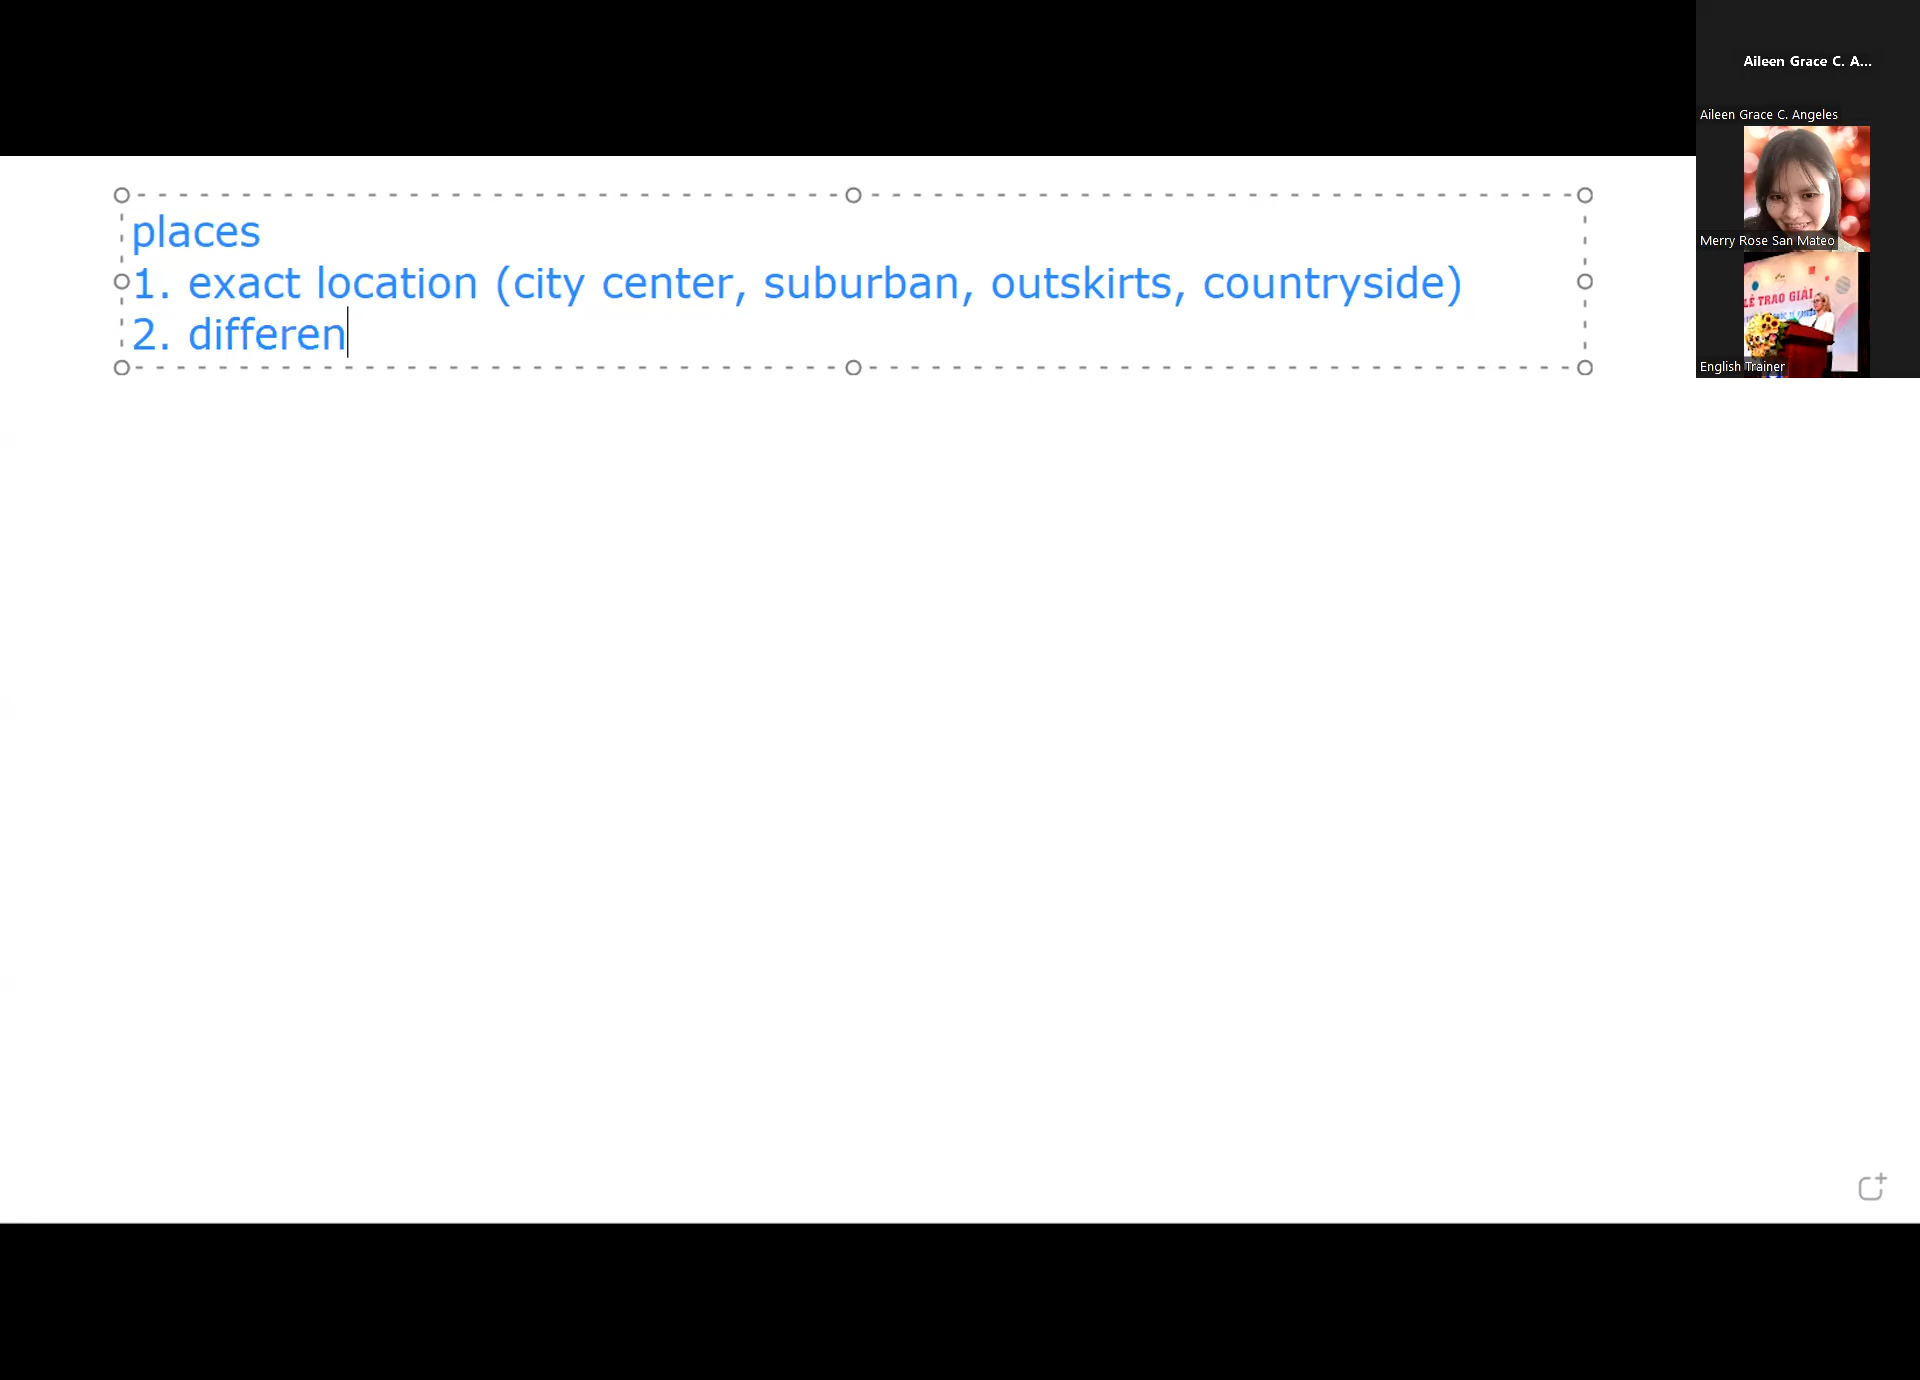 Aileen Grace C. A...
Aileen Grace C. Angeles
places
1. exact location (city center, suburban, outskirts, countryside)
2. differen
Merry Rose San Mateo
LỄ TRAO GIẢI
English Trainer